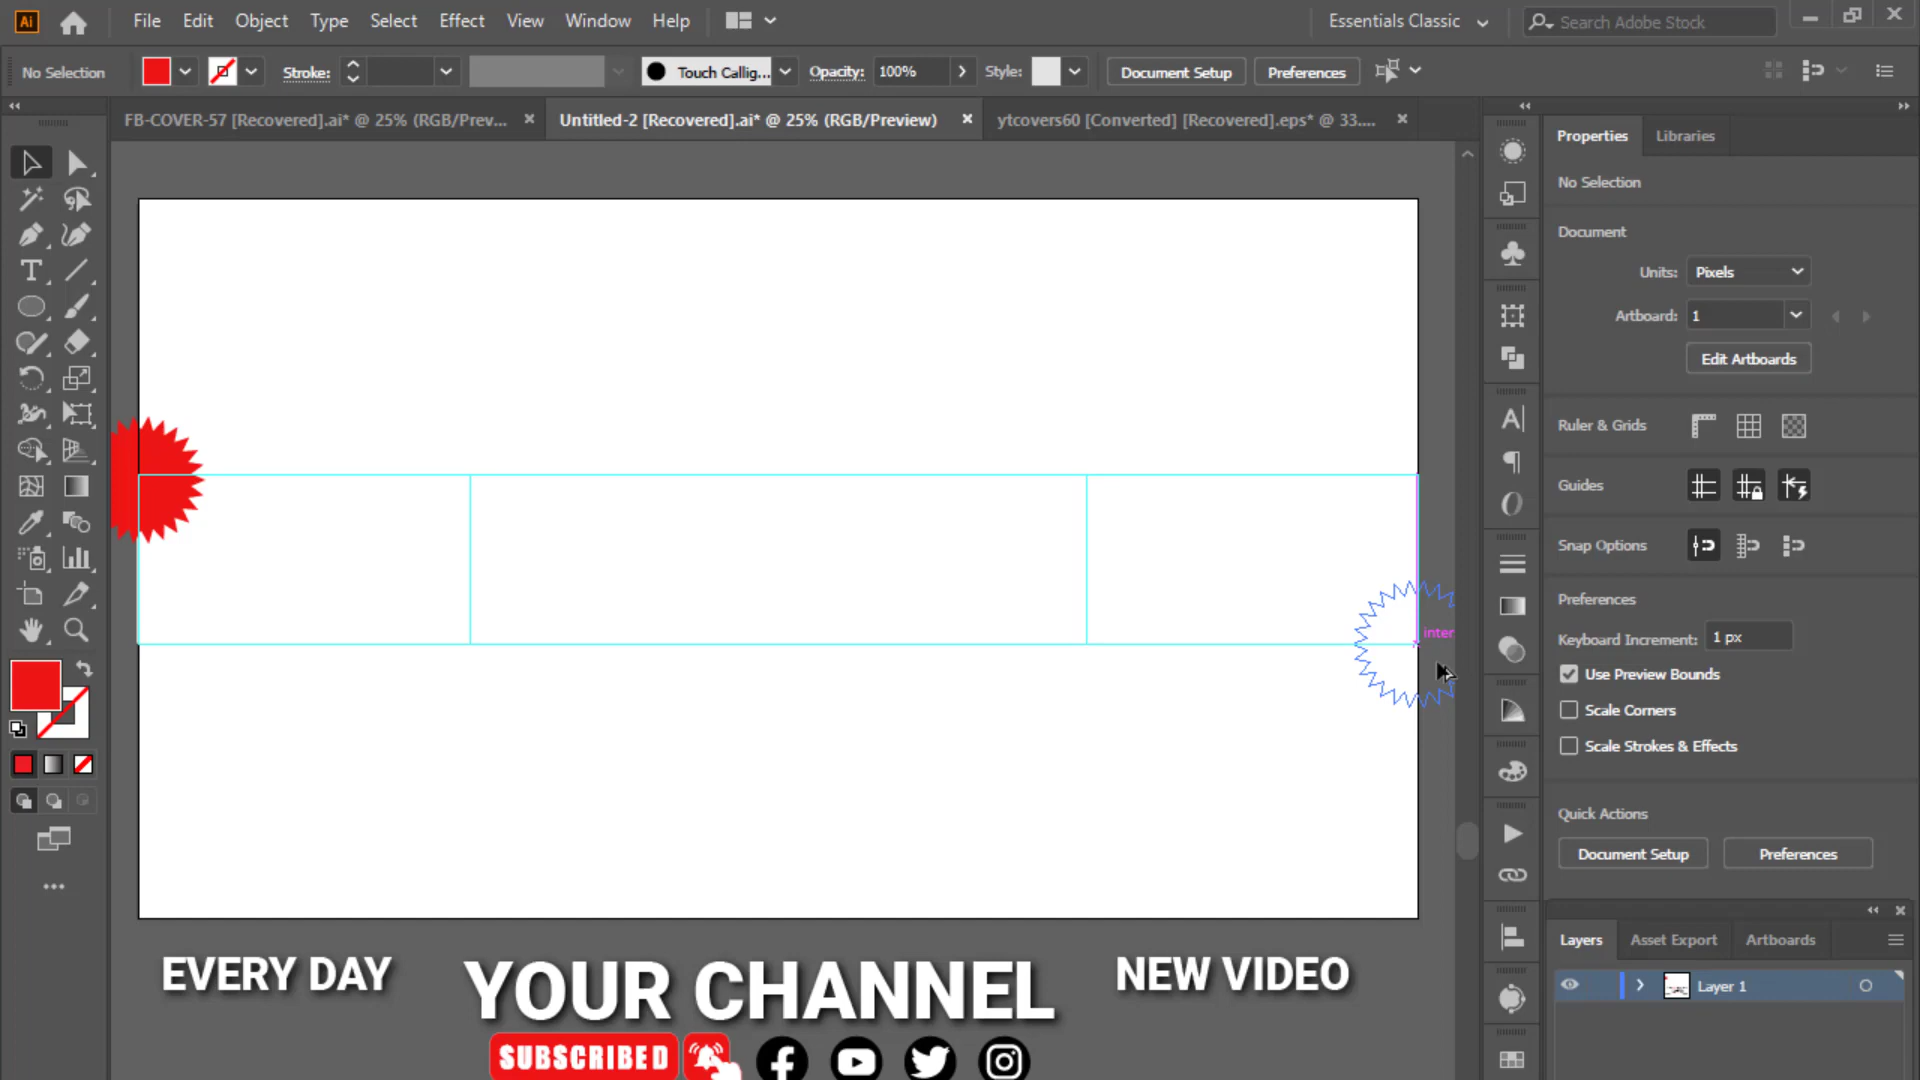 Ai File Edit Object Type Select Effect View Window Help Essentials Classic Search Adobe Stock
No Selection Stroke: Touch Callig... Opacity: 100% Style: Document Setup Preferences
FB-COVER-57 [Recovered].ai* @ 25% (RGB/Prev... Untitled-2 [Recovered].ai* @ 25% (RGB/Preview) ytcovers60 [Converted] [Recovered].eps* @ 33....
Properties Libraries
No Selection
Document
Units: Pixels
Artboard: 1
Edit Artboards
Ruler & Grids
Guides
Snap Options
Preferences
Keyboard Increment: 1 px
Use Preview Bounds
Scale Corners
Scale Strokes & Effects
Quick Actions
Document Setup Preferences
Layers Asset Export Artboards
Layer 1
inter
EVERY DAY YOUR CHANNEL NEW VIDEO
SUBSCRIBED